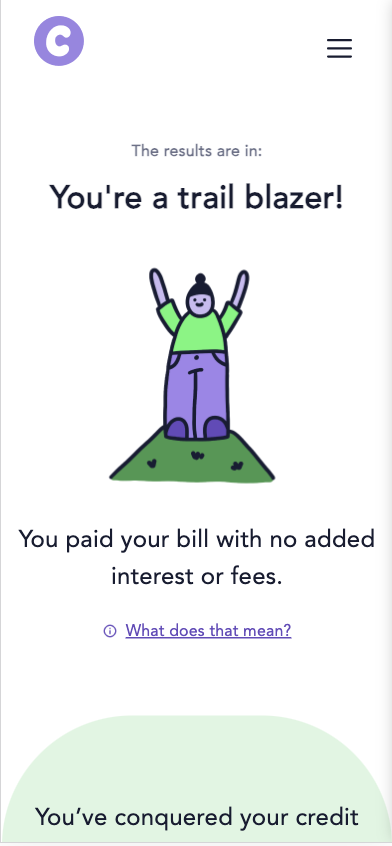 C
The results are in:
You're a trail blazer!
You paid your bill with no added
interest or fees.
What does that mean?
You’ve conquered your credit